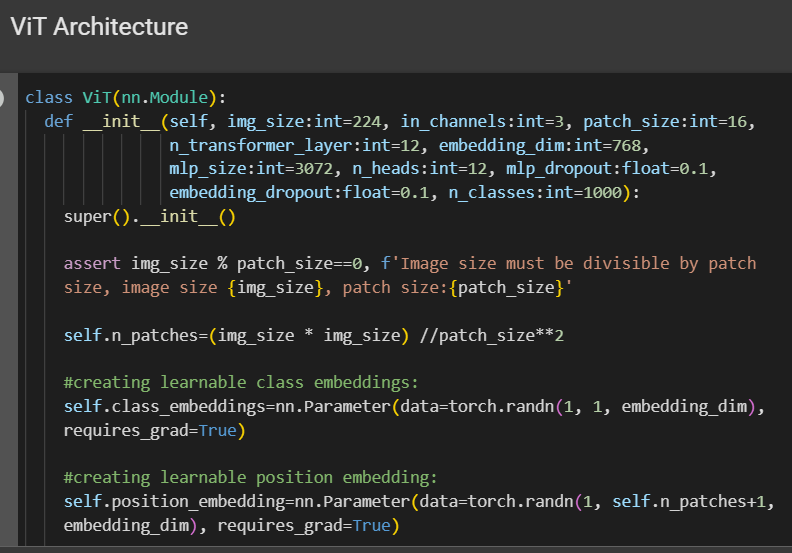 ViT Architecture
class ViT(nn.Module):
def __init__(self, img_size:int=224, in_channels:int=3, patch_size:int=16,
n_transformer_layer:int=12, embedding_dim:int=768,
mlp_size:int=3072, n_heads:int=12, mlp_dropout:float=0.1,
embedding_dropout:float=0.1, n_classes:int=1000):
super().__init__()
assert img_size % patch_size==0, f'Image size must be divisible by patch
size, image size {img_size}, patch size:{patch_size}'
self.n_patches=(img_size * img_size) //patch_size**2
#creating learnable class embeddings:
self.class_embeddings=nn.Parameter(data=torch.randn(1, 1, embedding_dim),
requires_grad=True)
#creating learnable position embedding:
self.position_embedding=nn.Parameter(data=torch.randn(1, self.n_patches+1,
embedding_dim), requires_grad=True)